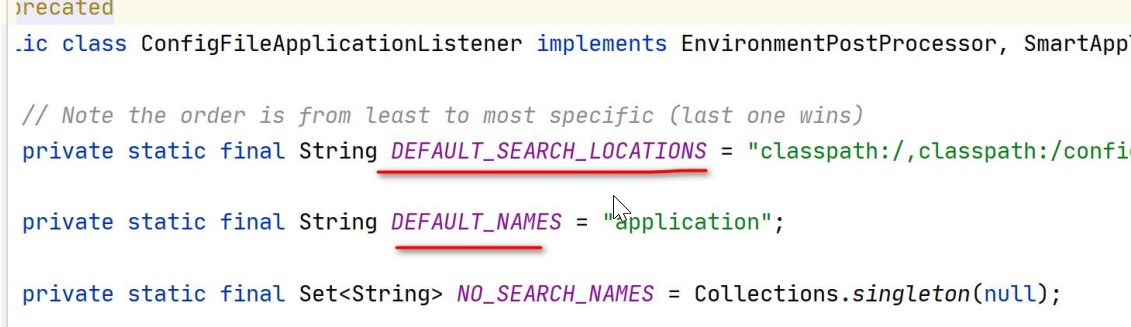 precated
ic class ConfigFileApplicationListener implements EnvironmentPostProcessor, SmartAppl
// Note the order is from least to most specific (last one wins)
private static final String DEFAULT_SEARCH_LOCATIONS = "classpath:/,classpath:/confi
private static final String DEFAULT_NAMES = "application";
private static final Set<String> NO_SEARCH_NAMES = Collections.singleton(null);